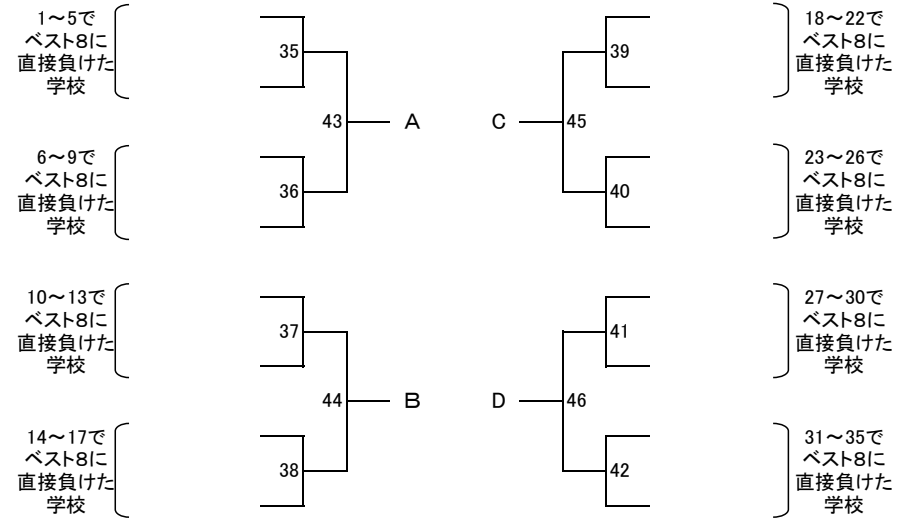 1～5で
ベスト8に
直接負けた
学校
35
43
A
6～9で
ベスト8に
直接負けた
学校
36
10～13で
ベスト8に
直接負けた
学校
37
44
B
14～17で
ベスト8に
直接負けた
学校
38
18～22で
ベスト8に
直接負けた
学校
39
C
45
23～26で
ベスト8に
直接負けた
学校
40
27～30で
ベスト8に
直接負けた
学校
41
D
46
31～35で
ベスト8に
直接負けた
学校
42